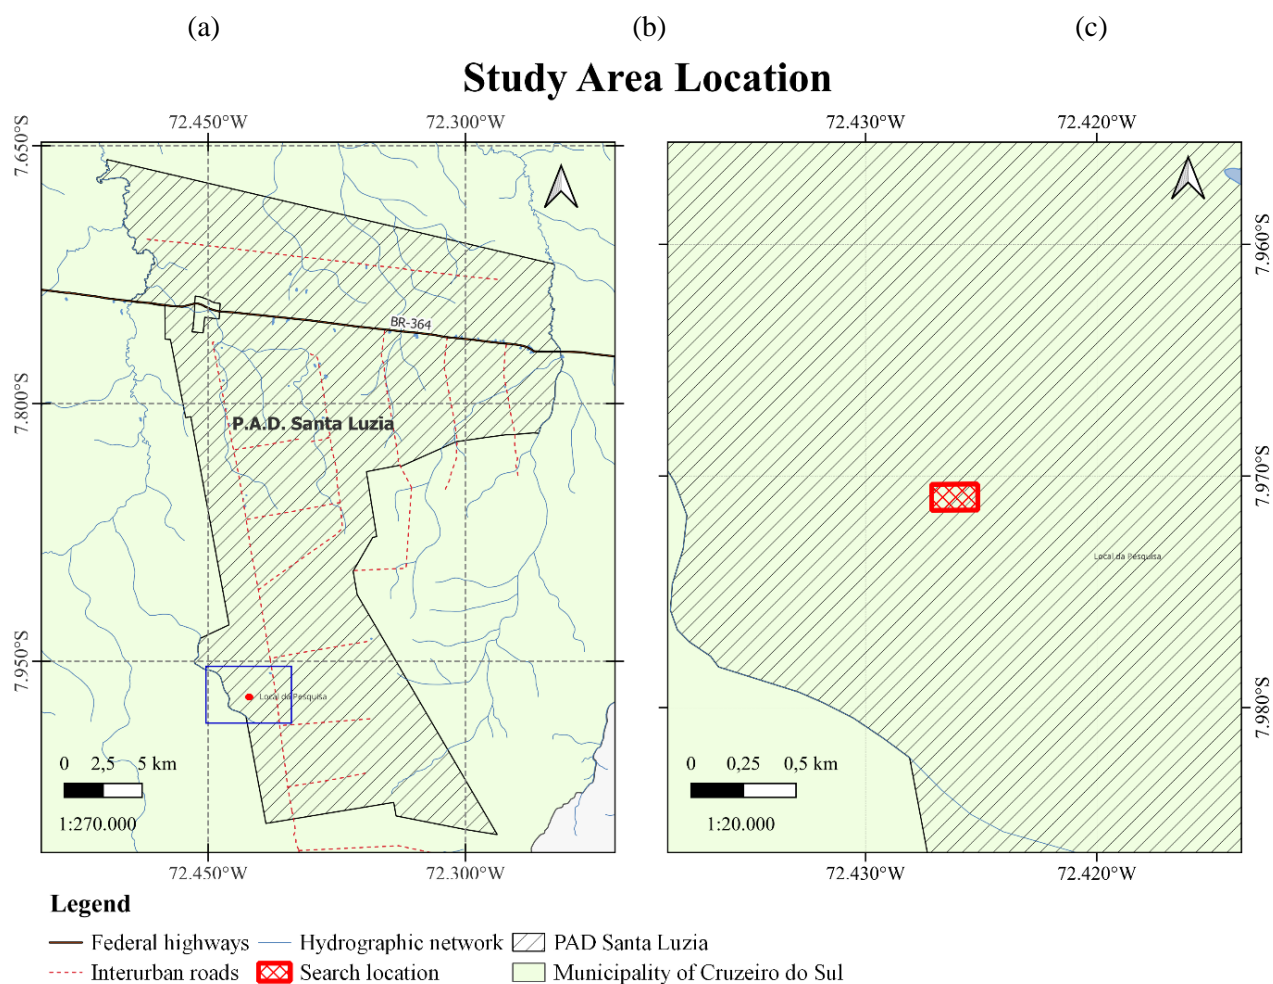 (a) (b) (c)
Study Area Location
72.450°W 72.300°W 72.430°W 72.420°W
7.650°S
7.800°S
7.950°S
BR-364
P.A.D. Santa Luzia
Local da Pesquisa
0 2,5 5 km
1:270.000
72.450°W 72.300°W
7.960°S
7.970°S
7.980°S
Local da Pesquisa
0 0,25 0,5 km
1:20.000
72.430°W 72.420°W
Legend
Federal highways Hydrographic network PAD Santa Luzia
Interurban roads Search location Municipality of Cruzeiro do Sul